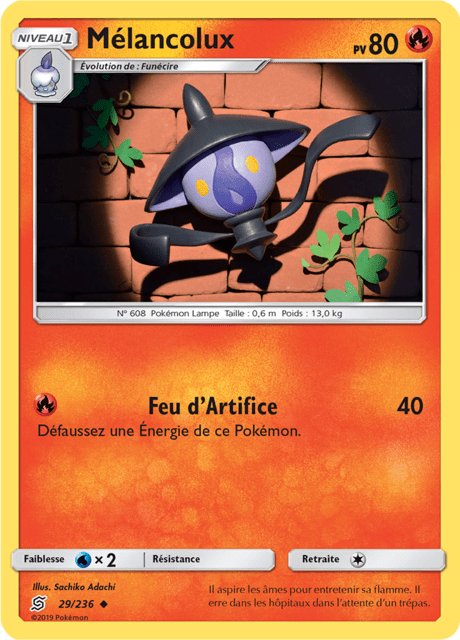 NIVEAU 1
Mélancolux
PV 80
Évolution de : Funécire
N° 608 Pokémon Lampe Taille : 0,6 m Poids : 13,0 kg
Feu d'Artifice 40
Défaussez une Énergie de ce Pokémon.
Faiblesse ×2 Résistance Retraite
Illus. Sachiko Adachi
29/236
©2019 Pokémon
Il aspire les âmes pour entretenir sa flamme. Il
erre dans les hôpitaux dans l'attente d'un trépas.